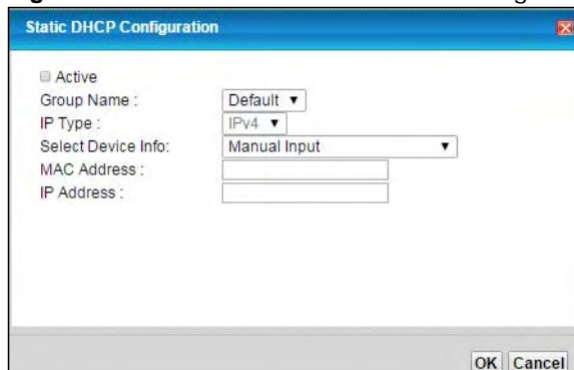 Static DHCP Configuration
Active
Group Name : Default
IP Type : IPv4
Select Device Info: Manual Input
MAC Address :
IP Address :
OK Cancel